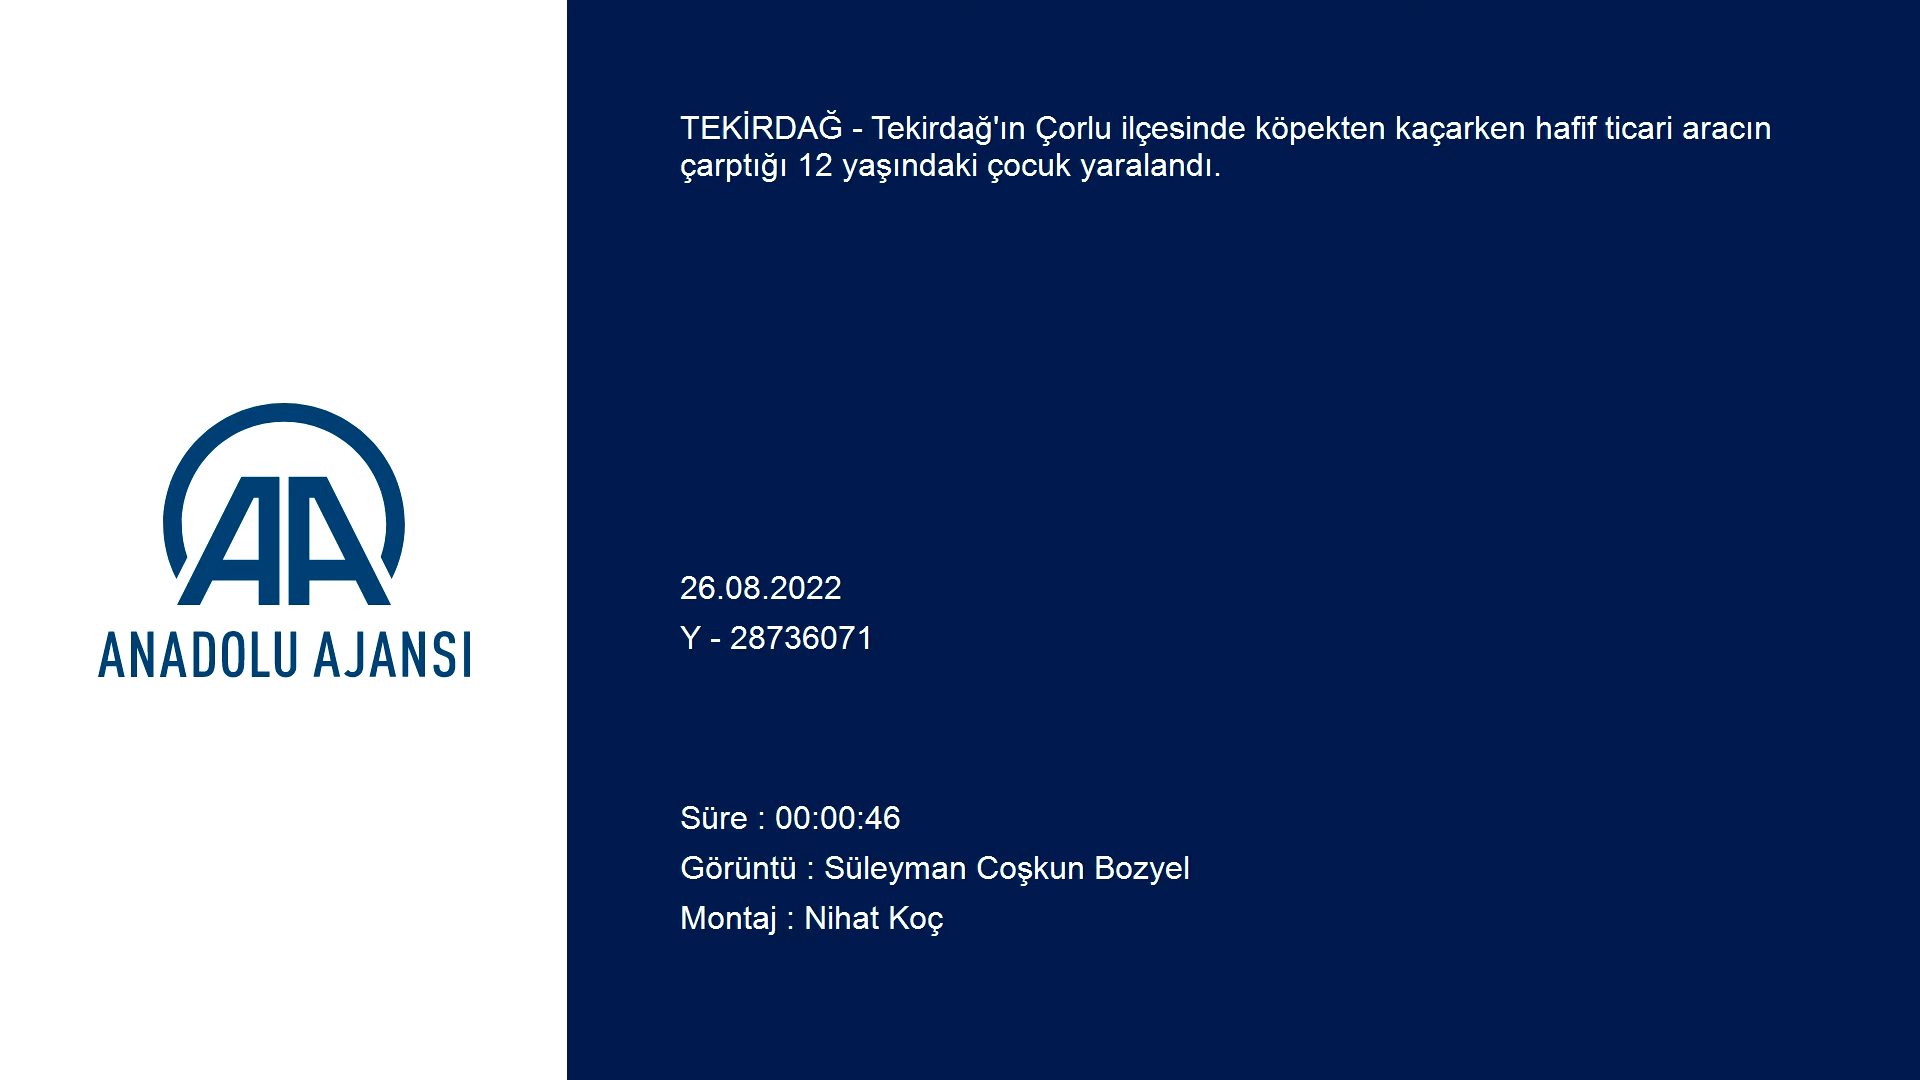 TEKİRDAĞ - Tekirdağ'ın Çorlu ilçesinde köpekten kaçarken hafif ticari aracın
çarptığı 12 yaşındaki çocuk yaralandı.
AA
ANADOLU AJANSI
26.08.2022
Y - 28736071
Süre : 00:00:46
Görüntü : Süleyman Coşkun Bozyel
Montaj : Nihat Koç